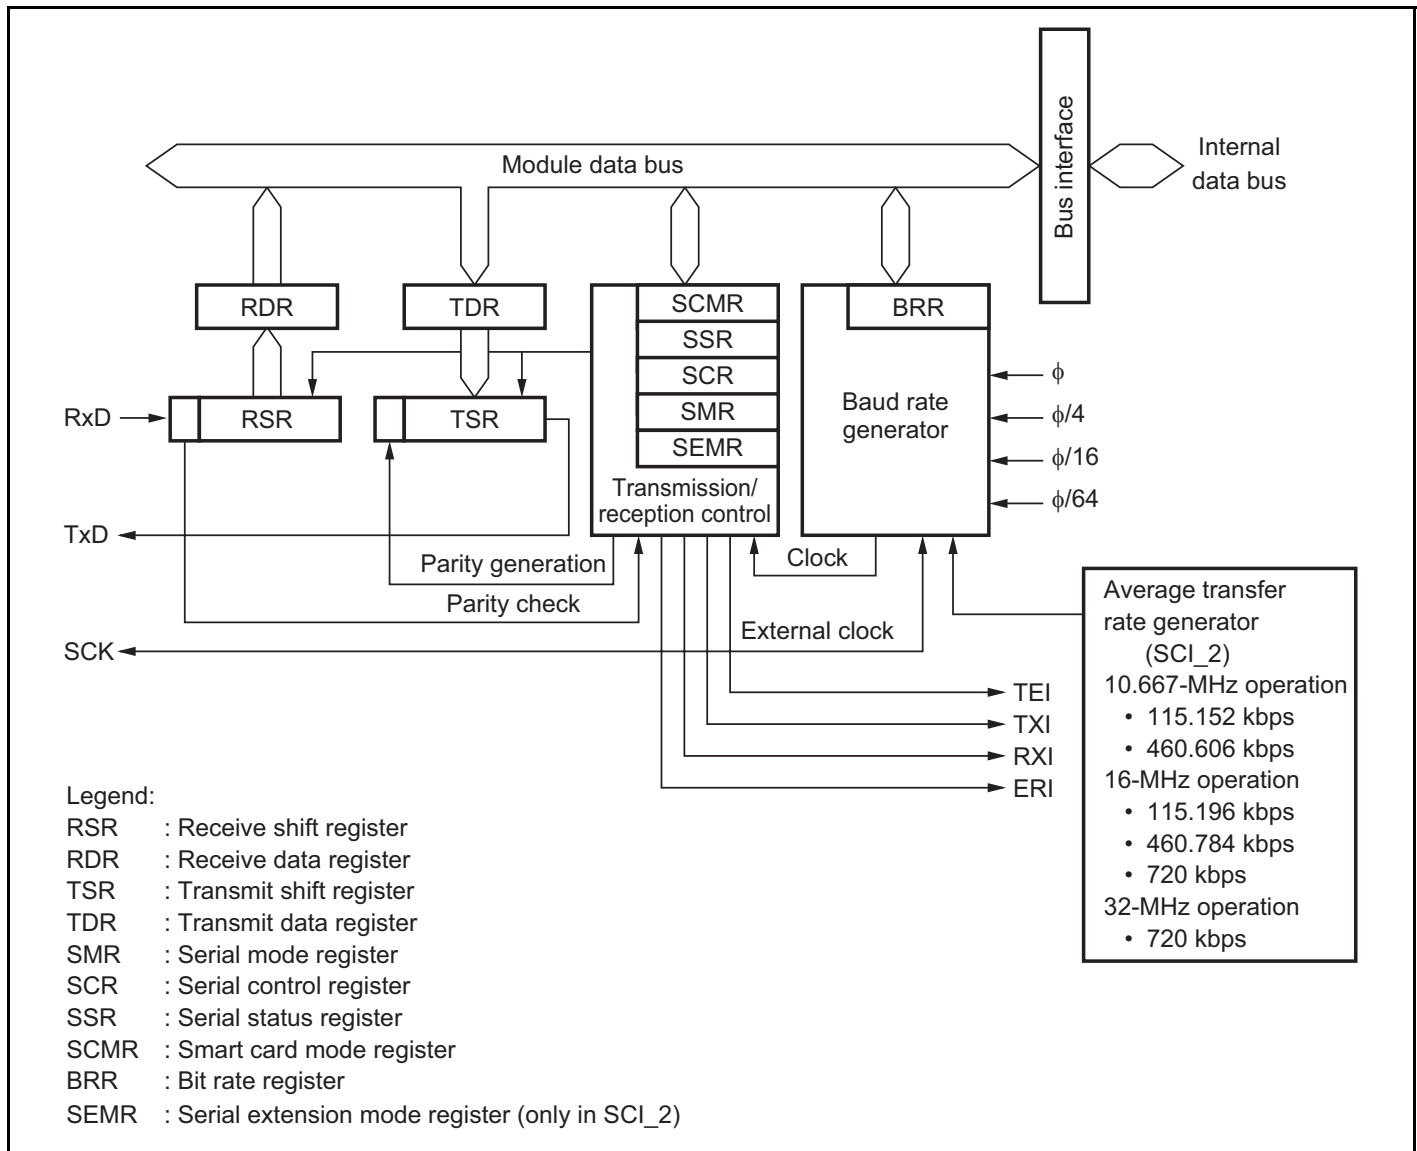 Module data bus
Bus interface
Internal
data bus
RDR
TDR
SCMR
SSR
SCR
SMR
SEMR
Transmission/
reception control
BRR
Baud rate
generator
ϕ
ϕ/4
ϕ/16
ϕ/64
RxD
RSR
TSR
TxD
Parity generation
Parity check
Clock
External clock
SCK
TEI
TXI
RXI
ERI
Average transfer
rate generator
(SCI_2)
10.667-MHz operation
• 115.152 kbps
• 460.606 kbps
16-MHz operation
• 115.196 kbps
• 460.784 kbps
• 720 kbps
32-MHz operation
• 720 kbps
Legend:
RSR : Receive shift register
RDR : Receive data register
TSR : Transmit shift register
TDR : Transmit data register
SMR : Serial mode register
SCR : Serial control register
SSR : Serial status register
SCMR : Smart card mode register
BRR : Bit rate register
SEMR : Serial extension mode register (only in SCI_2)